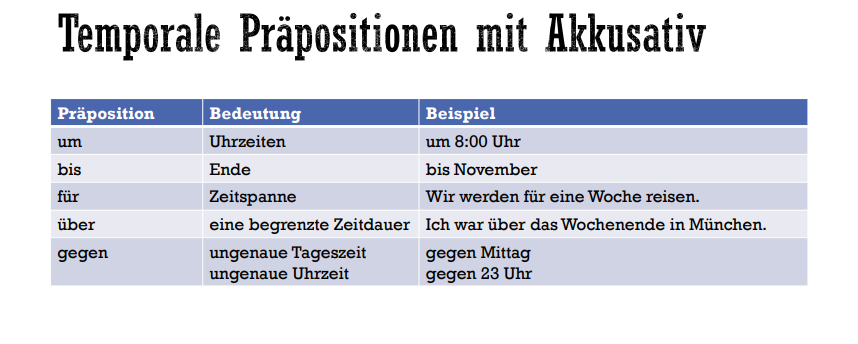 Temporale Präpositionen mit Akkusativ
Präposition Bedeutung Beispiel
um Uhrzeiten um 8:00 Uhr
bis Ende bis November
für Zeitspanne Wir werden für eine Woche reisen.
über eine begrenzte Zeitdauer Ich war über das Wochenende in München.
gegen ungenaue Tageszeit gegen Mittag
ungenaue Uhrzeit gegen 23 Uhr